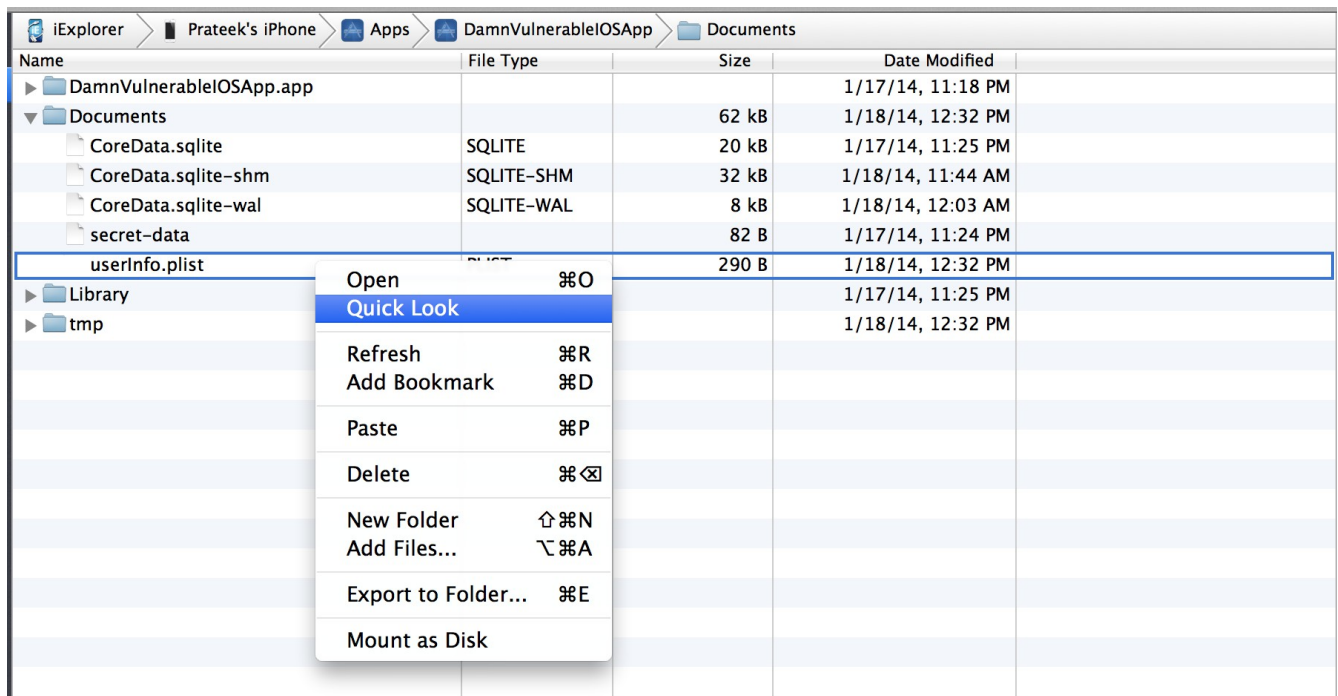 iExplorer Prateek's iPhone Apps DamnVulnerableIOSApp Documents
Name File Type Size Date Modified
DamnVulnerableIOSApp.app 1/17/14, 11:18 PM
Documents 62 kB 1/18/14, 12:32 PM
CoreData.sqlite SQLITE 20 kB 1/17/14, 11:25 PM
CoreData.sqlite-shm SQLITE-SHM 32 kB 1/18/14, 11:44 AM
CoreData.sqlite-wal SQLITE-WAL 8 kB 1/18/14, 12:03 AM
secret-data 82 B 1/17/14, 11:24 PM
userInfo.plist PLIST 290 B 1/18/14, 12:32 PM
Library 1/17/14, 11:25 PM
tmp 1/18/14, 12:32 PM
Open ⌘O
Quick Look
Refresh ⌘R
Add Bookmark ⌘D
Paste ⌘P
Delete ⌘⌫
New Folder ⇧⌘N
Add Files... ⌥⌘A
Export to Folder... ⌘E
Mount as Disk